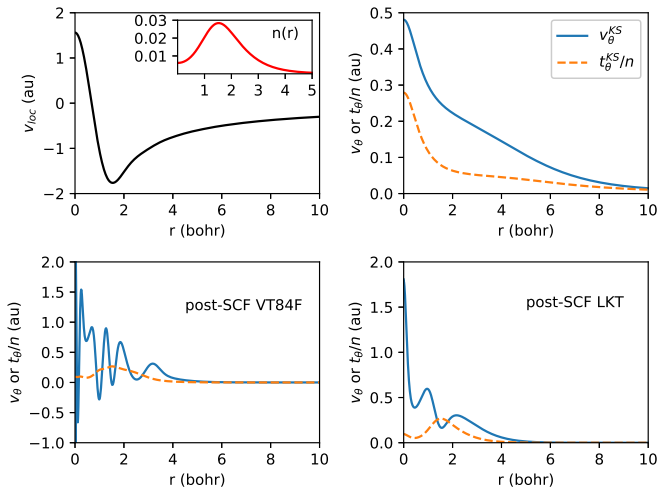 2
1
0
−1
−2
v_loc (au)
0.03
0.02
0.01
n(r)
1 2 3 4 5
0 2 4 6 8 10
r (bohr)
0.5
0.4
0.3
0.2
0.1
0.0
v_θ or t_θ/n (au)
v_θ^KS
t_θ^KS/n
0 2 4 6 8 10
r (bohr)
2.0
1.5
1.0
0.5
0.0
−0.5
−1.0
v_θ or t_θ/n (au)
post-SCF VT84F
0 2 4 6 8 10
r (bohr)
2.0
1.5
1.0
0.5
0.0
v_θ or t_θ/n (au)
post-SCF LKT
0 2 4 6 8 10
r (bohr)